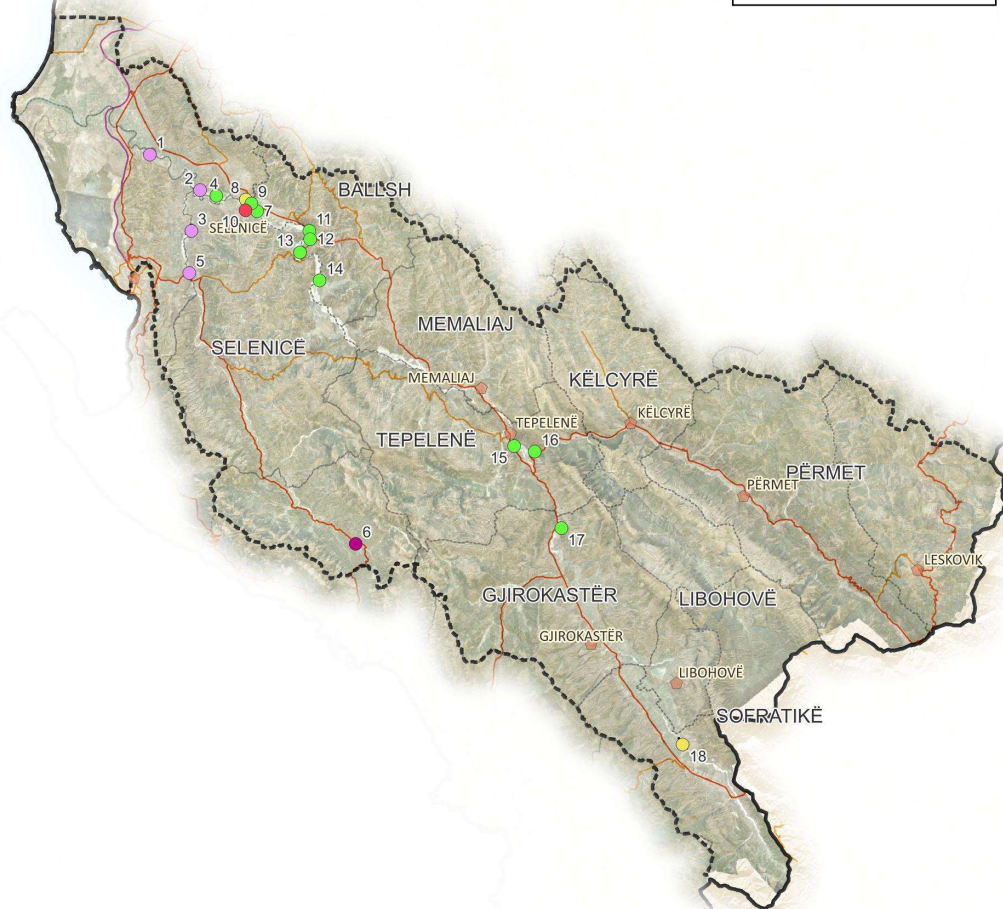 1
BALLSH
2
4
8
9
7
10
SELENICË
3
11
12
13
5
14
MEMALIAJ
SELENICË
KËLCYRË
MEMALIAJ
KËLCYRË
TEPELENË
TEPELENË
15
16
PËRMET
PËRMET
17
6
LESKOVIK
GJIROKASTËR
LIBOHOVË
GJIROKASTËR
LIBOHOVË
SOFRATIKË
18